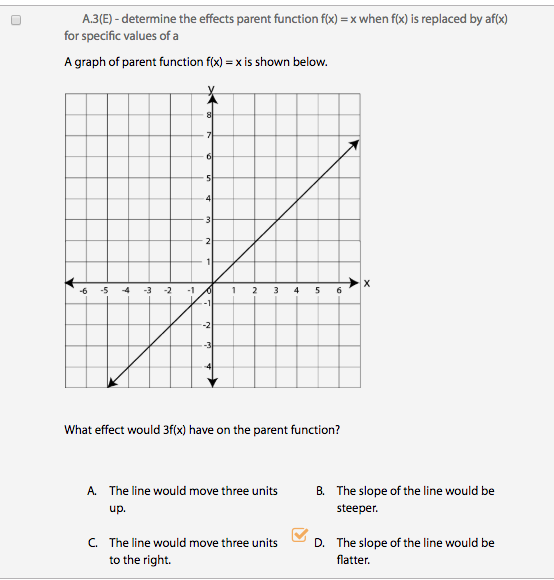 A.3(E) - determine the effects parent function f(x) = x when f(x) is replaced by af(x)
for specific values of a
A graph of parent function f(x) = x is shown below.
y
8
7
6
5
4
3
2
1
-6 -5 -4 -3 -2 -1 0 1 2 3 4 5 6 x
-1
-2
-3
-4
What effect would 3f(x) have on the parent function?
A. The line would move three units
up.
B. The slope of the line would be
steeper.
C. The line would move three units
to the right.
D. The slope of the line would be
flatter.